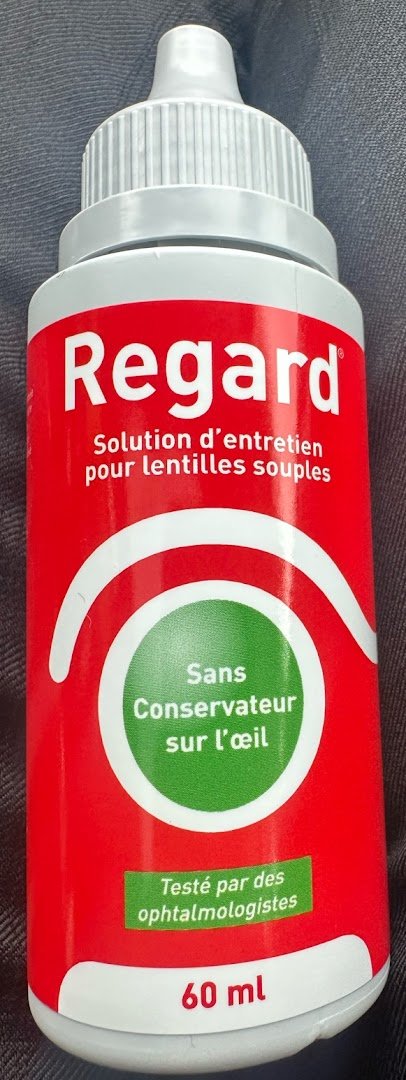 Regard®
Solution d'entretien
pour lentilles souples
Sans
Conservateur
sur l'œil
Testé par des
ophtalmologistes
60 ml